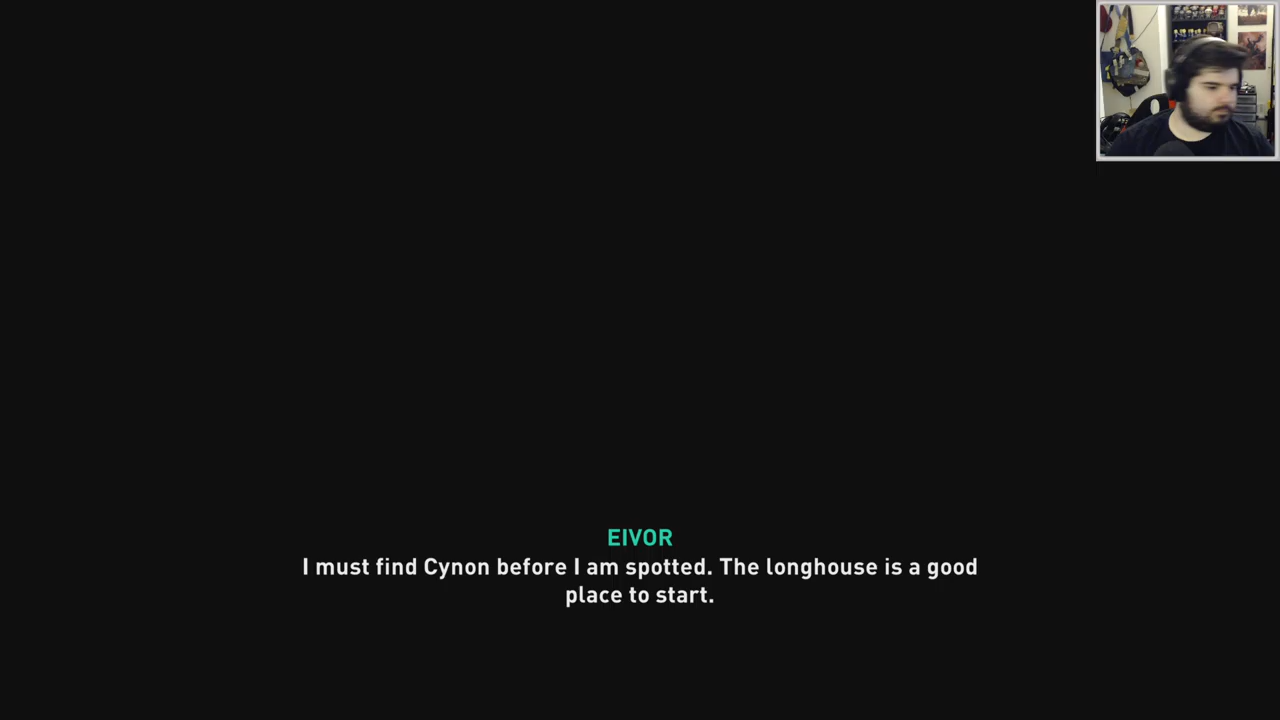 EIVOR
I must find Cynon before I am spotted. The longhouse is a good
place to start.